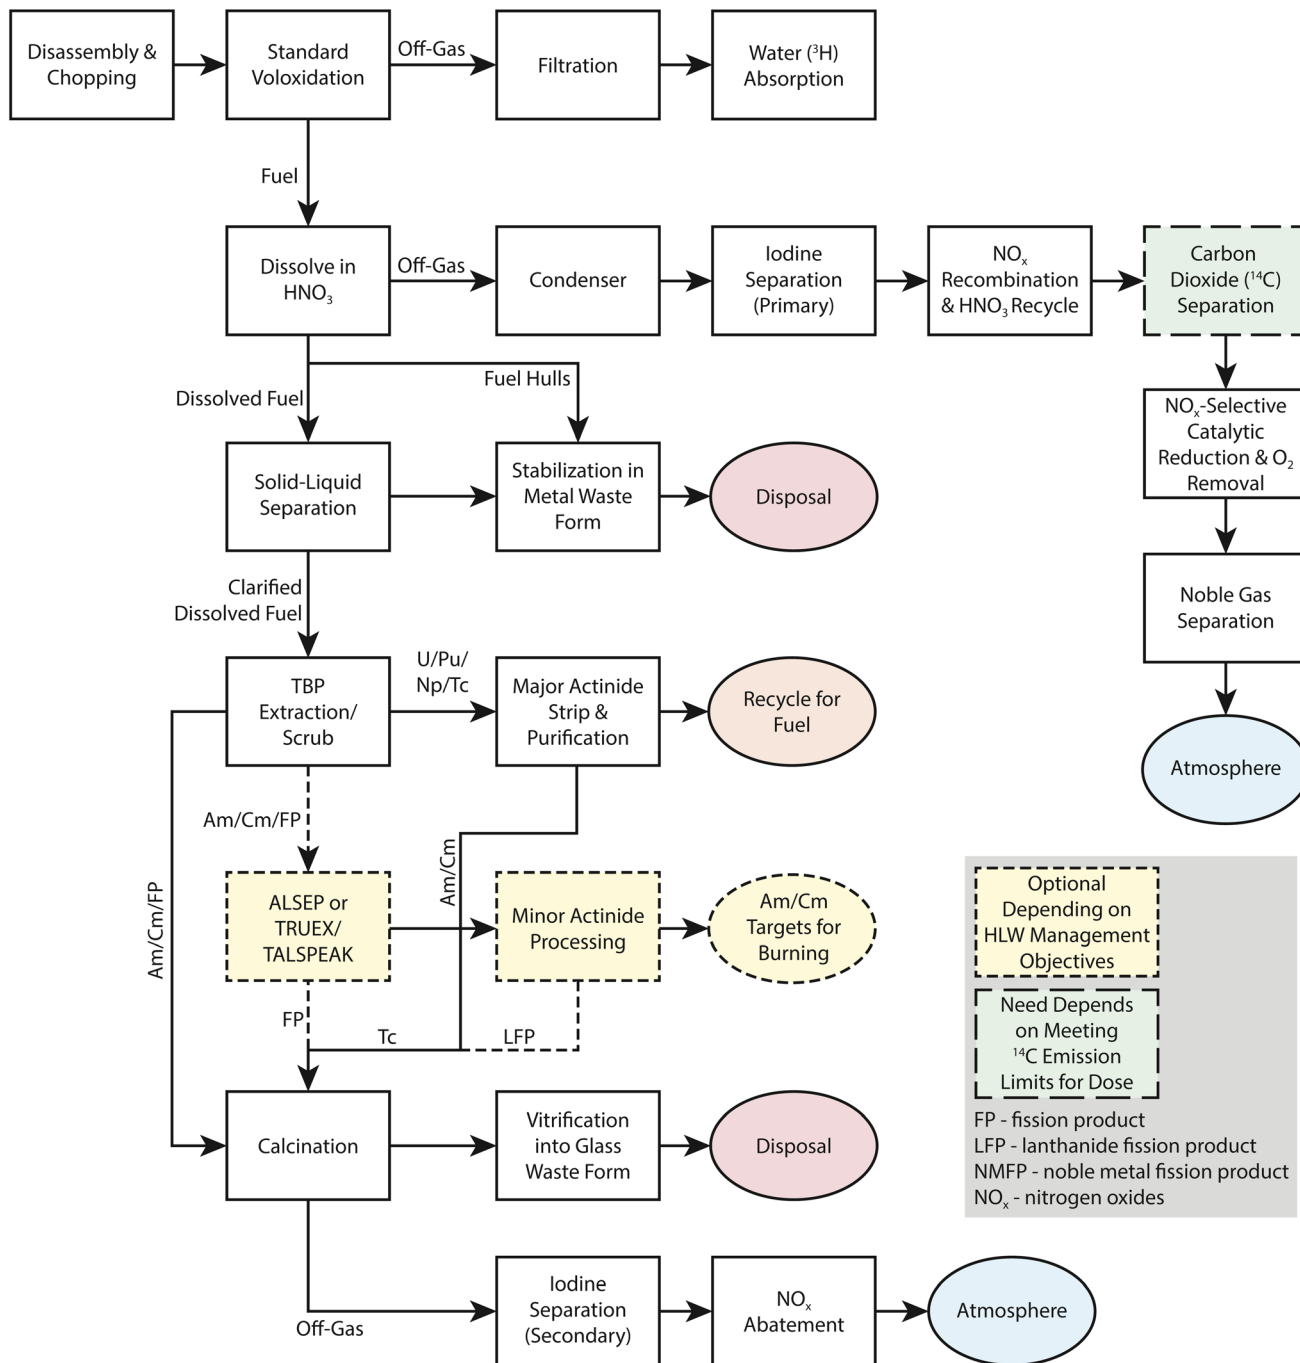 Disassembly &
Chopping
Standard
Voloxidation
Off-Gas
Filtration
Water (³H)
Absorption
Fuel
Dissolve in
HNO₃
Off-Gas
Condenser
Iodine
Separation
(Primary)
NOₓ
Recombination
& HNO₃ Recycle
Carbon
Dioxide (¹⁴C)
Separation
Dissolved Fuel
Fuel Hulls
NOₓ-Selective
Catalytic
Reduction & O₂
Removal
Solid-Liquid
Separation
Stabilization in
Metal Waste
Form
Disposal
Noble Gas
Separation
Clarified
Dissolved Fuel
TBP
Extraction/
Scrub
U/Pu/
Np/Tc
Major Actinide
Strip &
Purification
Recycle for
Fuel
Atmosphere
Am/Cm/FP
Am/Cm/FP
Am/Cm
ALSEP or
TRUEX/
TALSPEAK
Minor Actinide
Processing
Am/Cm
Targets for
Burning
FP
Tc
LFP
Calcination
Vitrification
into Glass
Waste Form
Disposal
Off-Gas
Iodine
Separation
(Secondary)
NOₓ
Abatement
Atmosphere
Optional
Depending on
HLW Management
Objectives
Need Depends
on Meeting
¹⁴C Emission
Limits for Dose
FP - fission product
LFP - lanthanide fission product
NMFP - noble metal fission product
NOₓ - nitrogen oxides